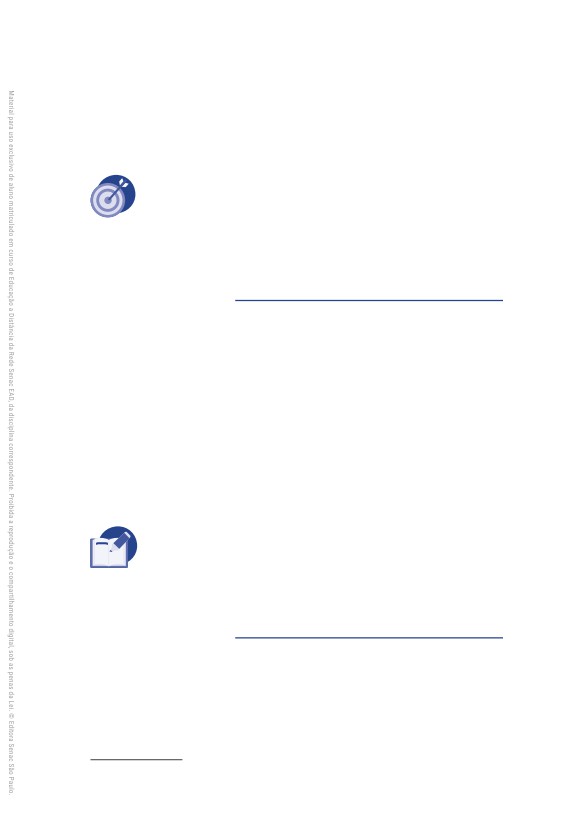 Material para uso exclusivo de aluno matriculado em curso de Educação a Distância da Rede Senac EAD, da disciplina correspondente. Proibida a reprodução e o compartilhamento digital, sob as penas da Lei. © Editora Senac São Paulo.